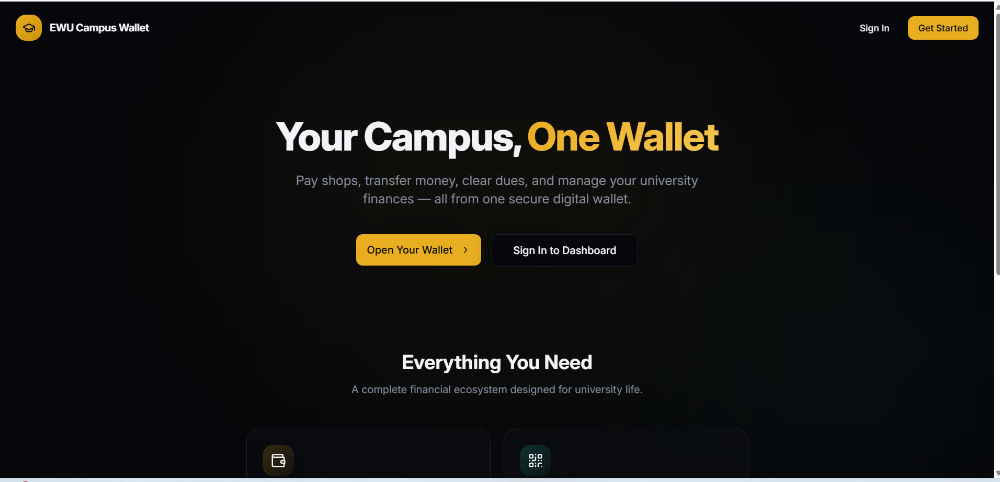 EWU Campus Wallet
Sign In
Get Started
Your Campus, One Wallet
Pay shops, transfer money, clear dues, and manage your university
finances — all from one secure digital wallet.
Open Your Wallet
Sign In to Dashboard
Everything You Need
A complete financial ecosystem designed for university life.